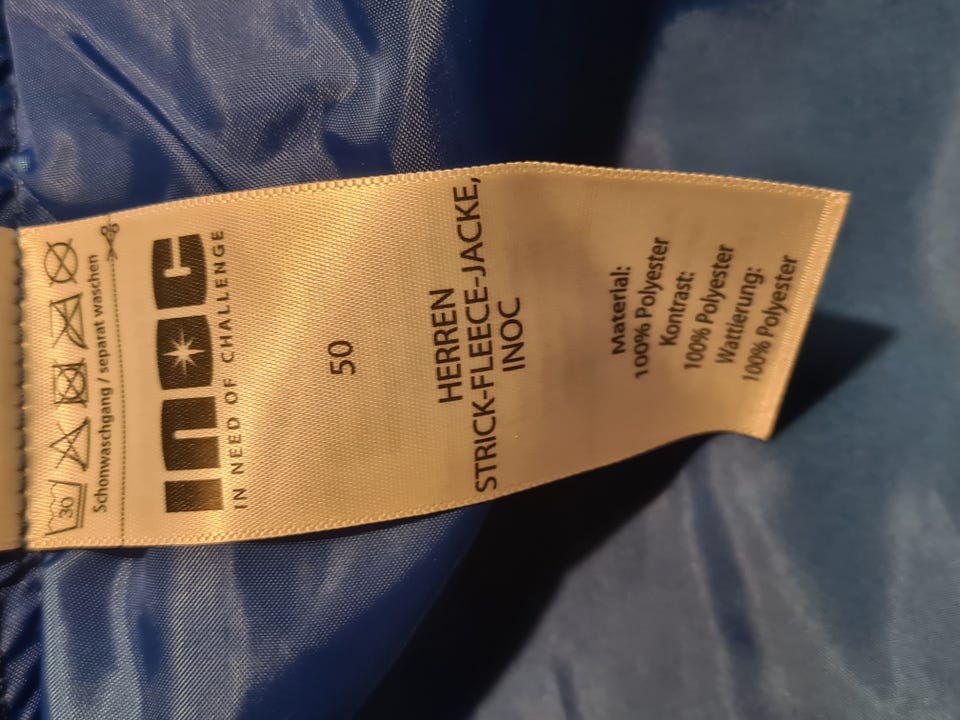 30
Schonwaschgang / separat waschen
inoc
IN NEED OF CHALLENGE
50
HERREN
STRICK-FLEECE-JACKE,
INOC
Material:
100% Polyester
Kontrast:
100% Polyester
Wattierung:
100% Polyester